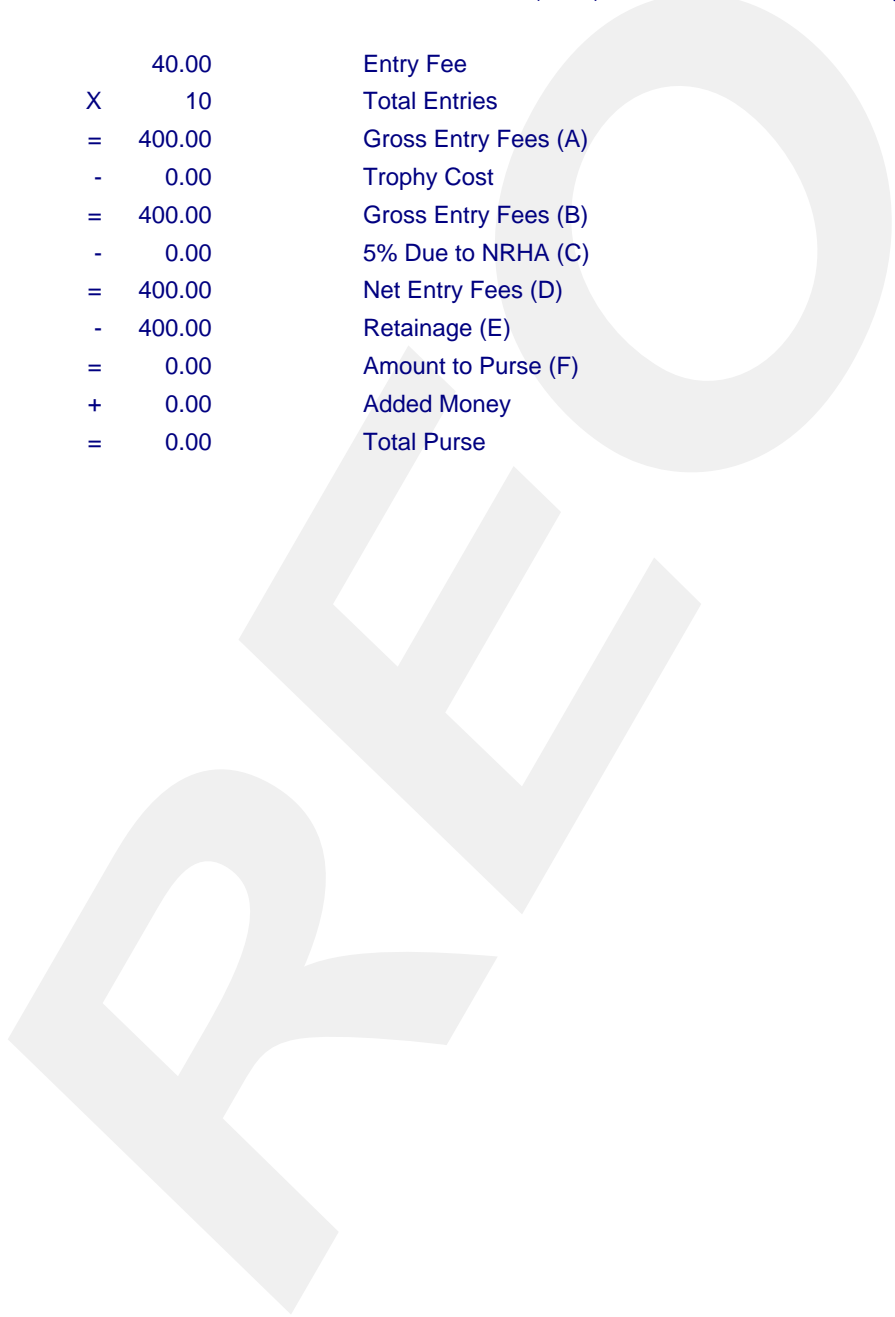 40.00 Entry Fee
X 10 Total Entries
= 400.00 Gross Entry Fees (A)
- 0.00 Trophy Cost
= 400.00 Gross Entry Fees (B)
- 0.00 5% Due to NRHA (C)
= 400.00 Net Entry Fees (D)
- 400.00 Retainage (E)
= 0.00 Amount to Purse (F)
+ 0.00 Added Money
= 0.00 Total Purse
REO